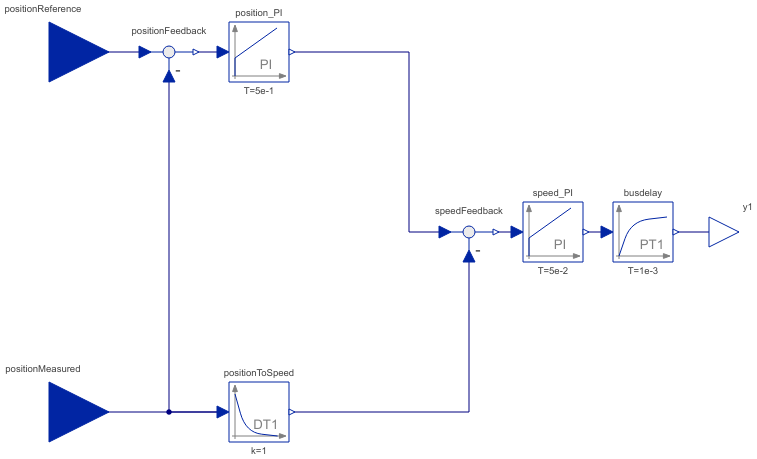 positionReference
positionFeedback
-
position_PI
PI
T=5e-1
speedFeedback
-
speed_PI
PI
T=5e-2
busdelay
PT1
T=1e-3
y1
positionMeasured
positionToSpeed
DT1
k=1